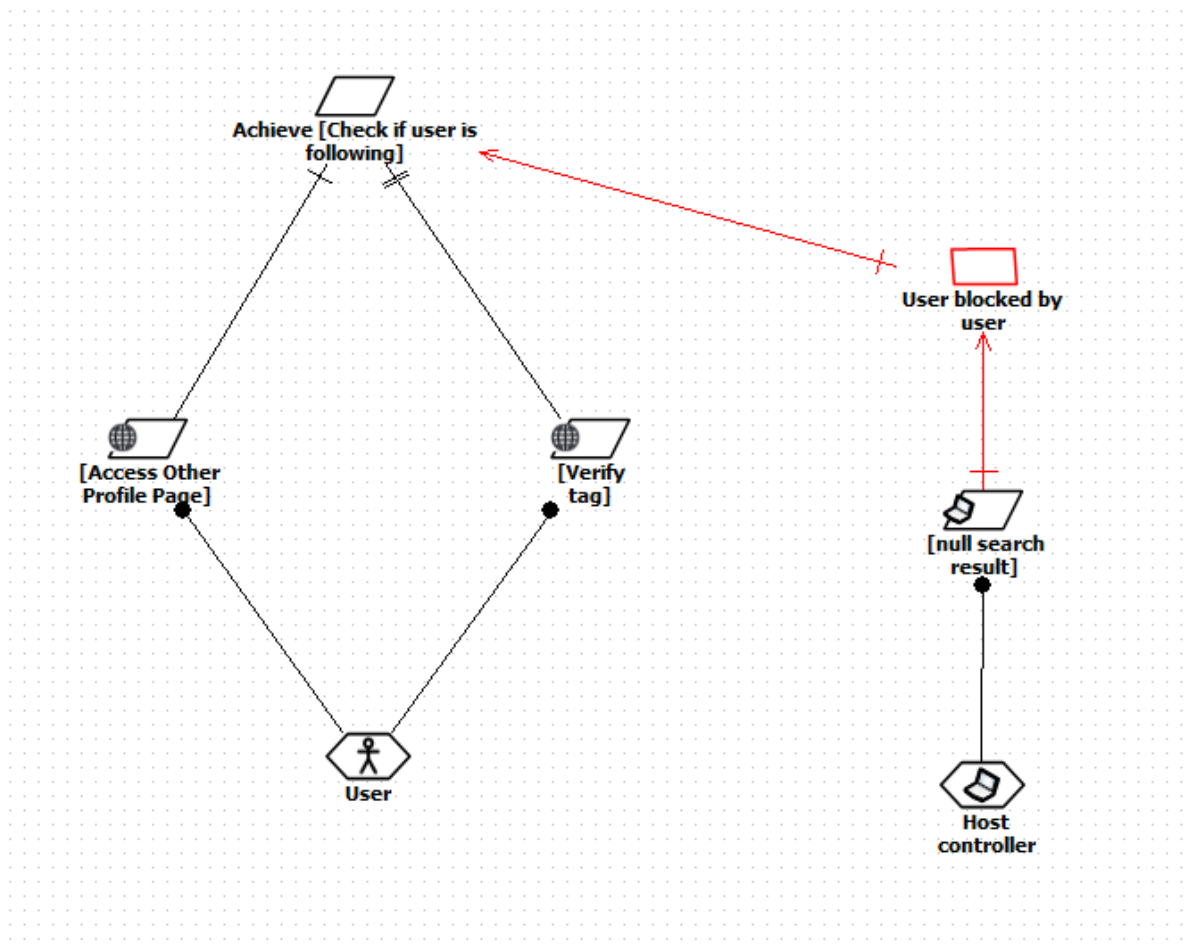 Achieve [Check if user is
following]
User blocked by
user
[Access Other
Profile Page]
[Verify
tag]
[null search
result]
User
Host
controller